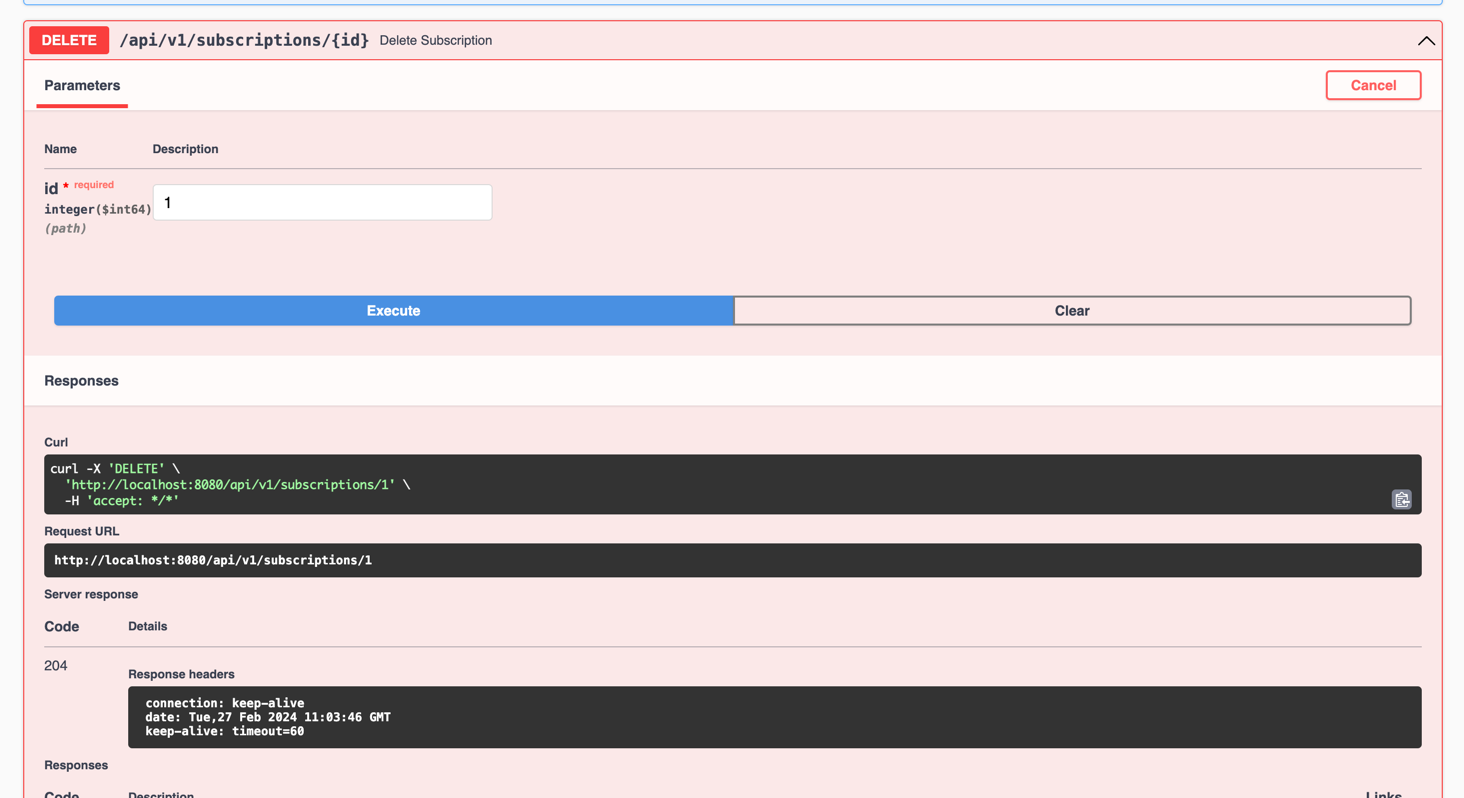 DELETE /api/v1/subscriptions/{id} Delete Subscription
Parameters
Cancel
Name Description
id * required
integer($int64)
(path)
1
Execute Clear
Responses
Curl
curl -X 'DELETE' \
'http://localhost:8080/api/v1/subscriptions/1' \
-H 'accept: */*'
Request URL
http://localhost:8080/api/v1/subscriptions/1
Server response
Code Details
204
Response headers
connection: keep-alive
date: Tue,27 Feb 2024 11:03:46 GMT
keep-alive: timeout=60
Responses
Code Description Links